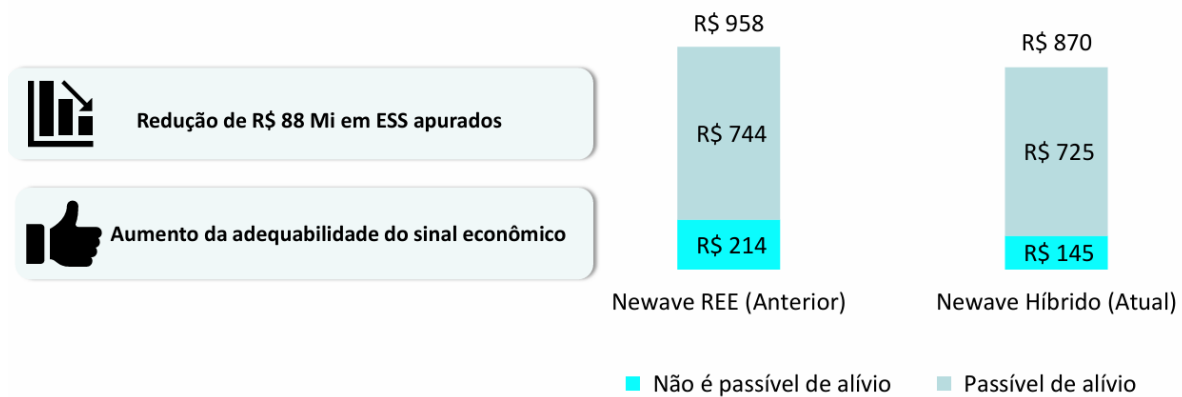 Redução de R$ 88 Mi em ESS apurados
Aumento da adequabilidade do sinal econômico
R$ 958
R$ 744
R$ 214
Newave REE (Anterior)
R$ 870
R$ 725
R$ 145
Newave Híbrido (Atual)
Não é passível de alívio
Passível de alívio